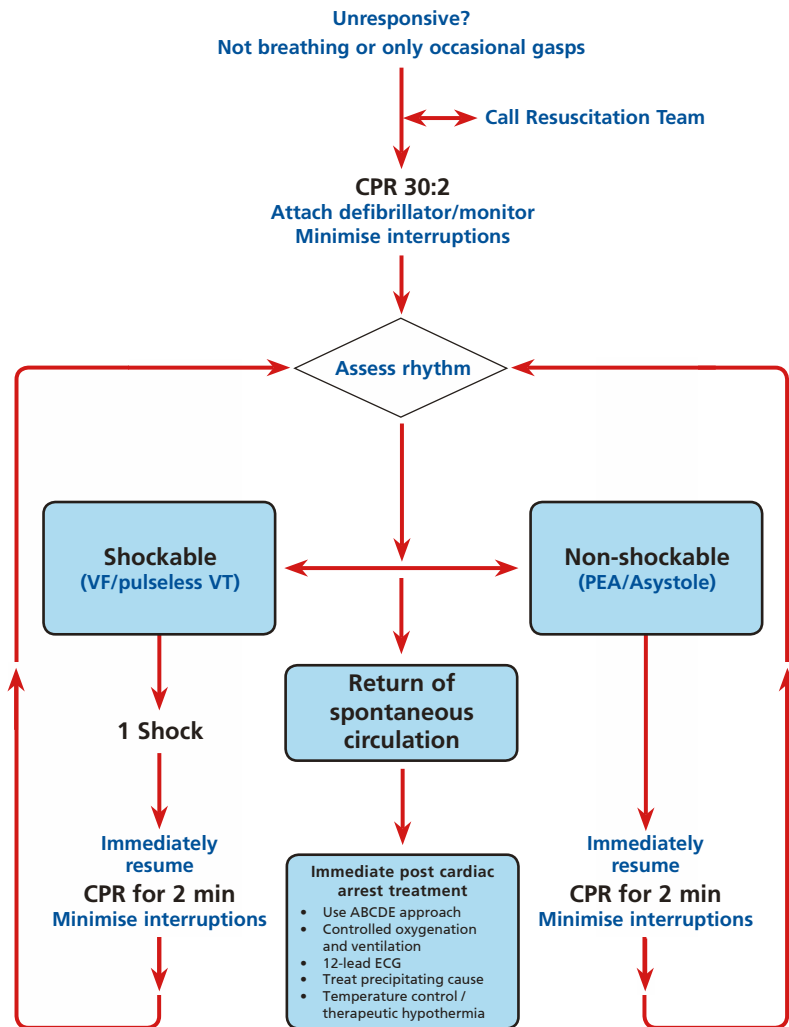 Unresponsive?
Not breathing or only occasional gasps
Call Resuscitation Team
CPR 30:2
Attach defibrillator/monitor
Minimise interruptions
Assess rhythm
Shockable
(VF/pulseless VT)
Non-shockable
(PEA/Asystole)
1 Shock
Return of
spontaneous
circulation
Immediately
resume
CPR for 2 min
Minimise interruptions
Immediate post cardiac
arrest treatment
• Use ABCDE approach
• Controlled oxygenation
and ventilation
• 12-lead ECG
• Treat precipitating cause
• Temperature control /
therapeutic hypothermia
Immediately
resume
CPR for 2 min
Minimise interruptions